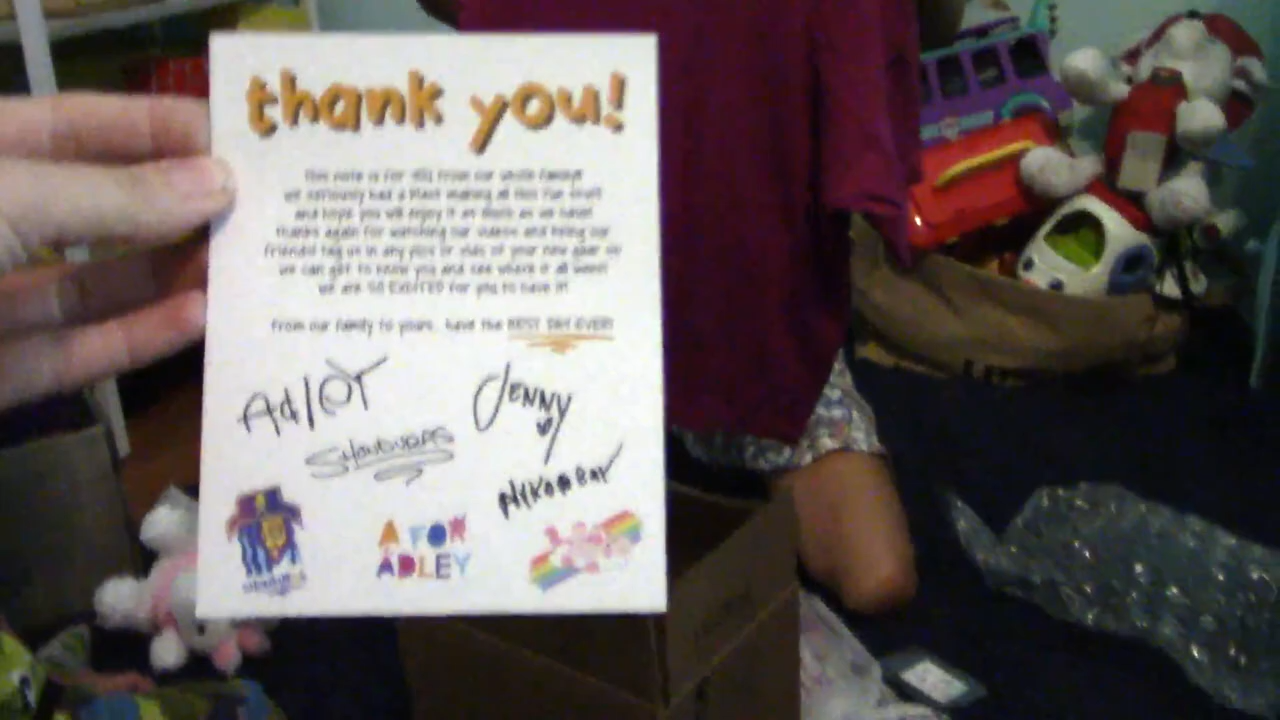 thank you!
this note is for you from our whole family!
we seriously had a blast making all this fun stuff
and hope you will enjoy it as much as we have!
thanks again for watching our videos and being our
friends! tag us in any pics or vids of your new gear so
we can get to know you and see where it all went!
we are SO EXCITED for you to have it!
from our family to yours, have the BEST DAY EVER!
AdlEY
JENNY
SHONDURAS
NIKO BEAR
A FOR
ADLEY